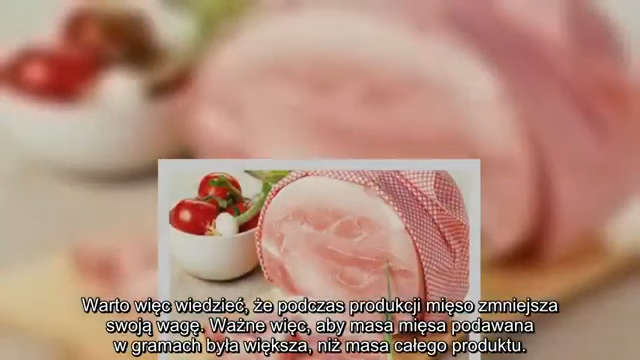 Warto więc wiedzieć, że podczas produkcji mięso zmniejsza
swoją wagę. Ważne więc, aby masa mięsa podawana
w gramach była większa, niż masa całego produktu.